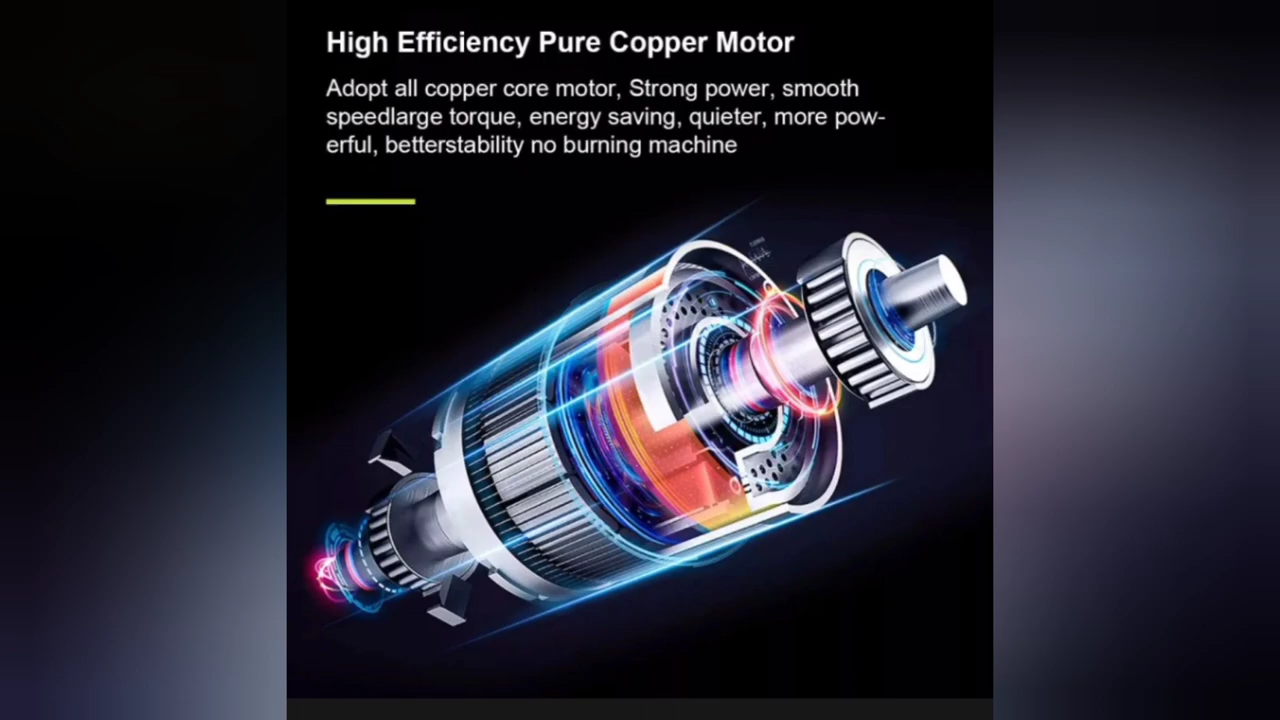 High Efficiency Pure Copper Motor
Adopt all copper core motor, Strong power, smooth
speedlarge torque, energy saving, quieter, more pow-
erful, betterstability no burning machine